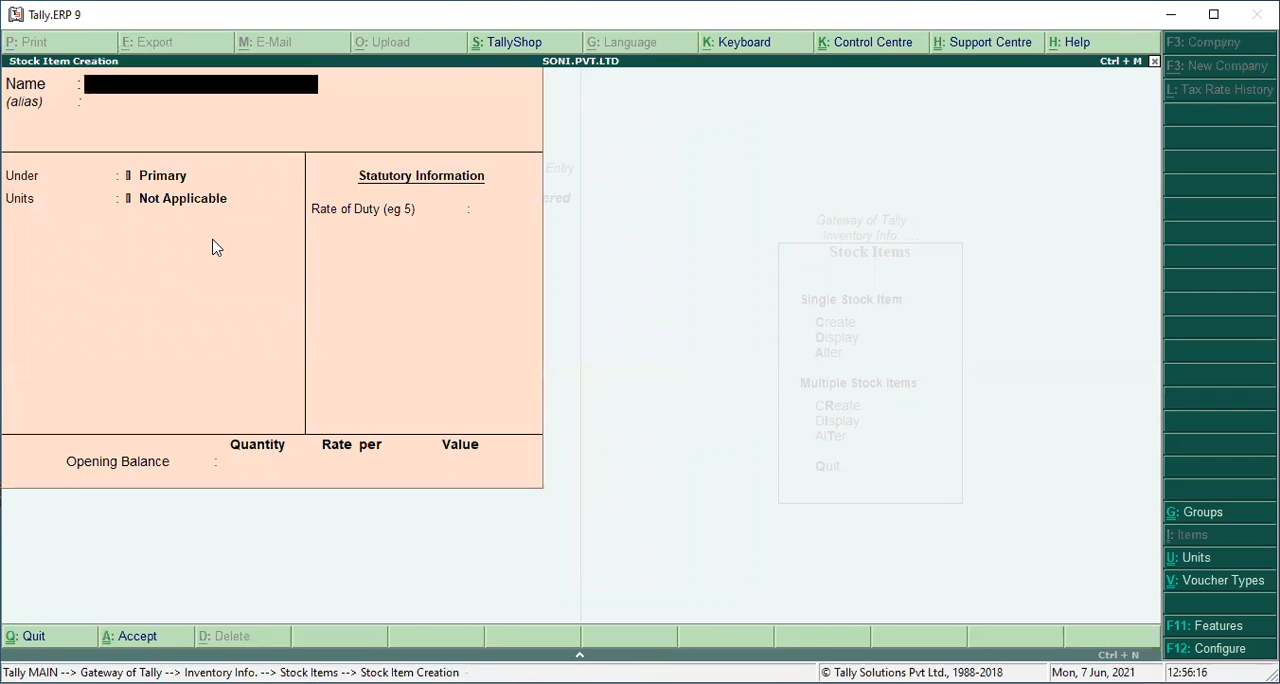 Tally.ERP 9
P: Print E: Export M: E-Mail O: Upload S: TallyShop G: Language K: Keyboard K: Control Centre H: Support Centre H: Help
F3: Company
Stock Item Creation SONI.PVT.LTD Ctrl + M
F3: New Company
L: Tax Rate History
Name :
(alias) :
Under : Primary
Units : Not Applicable
Statutory Information
Rate of Duty (eg 5) :
Entry
ered
Gateway of Tally ...
Inventory Info. ...
Stock Items
Single Stock Item
Create
Display
Alter
Multiple Stock Items
CReate
DIsplay
AlTer
Quit
Quantity Rate per Value
Opening Balance :
G: Groups
I: Items
U: Units
V: Voucher Types
F11: Features
F12: Configure
Q: Quit A: Accept D: Delete
Ctrl + N
Tally MAIN --> Gateway of Tally --> Inventory Info. --> Stock Items --> Stock Item Creation
© Tally Solutions Pvt Ltd., 1988-2018 Mon, 7 Jun, 2021 12:56:16